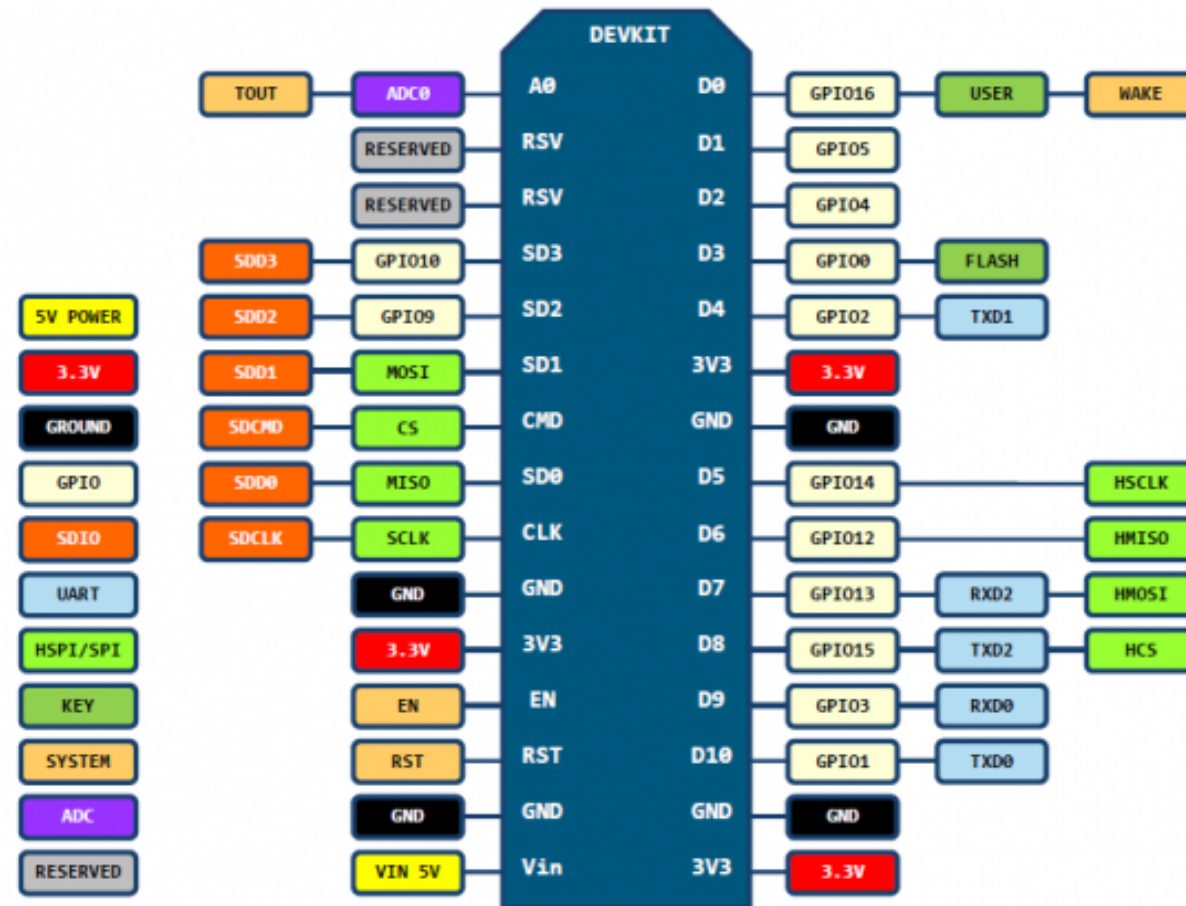 DEVKIT
TOUT ADC0 A0 D0 GPIO16 USER WAKE
RESERVED RSV D1 GPIO5
RESERVED RSV D2 GPIO4
SDD3 GPIO10 SD3 D3 GPIO0 FLASH
5V POWER SDD2 GPIO9 SD2 D4 GPIO2 TXD1
3.3V SDD1 MOSI SD1 3V3 3.3V
GROUND SDCMD CS CMD GND GND
GPIO SDD0 MISO SD0 D5 GPIO14 HSCLK
SDIO SDCLK SCLK CLK D6 GPIO12 HMISO
UART GND GND D7 GPIO13 RXD2 HMOSI
HSPI/SPI 3.3V 3V3 D8 GPIO15 TXD2 HCS
KEY EN EN D9 GPIO3 RXD0
SYSTEM RST RST D10 GPIO1 TXD0
ADC GND GND GND GND
RESERVED VIN 5V Vin 3V3 3.3V